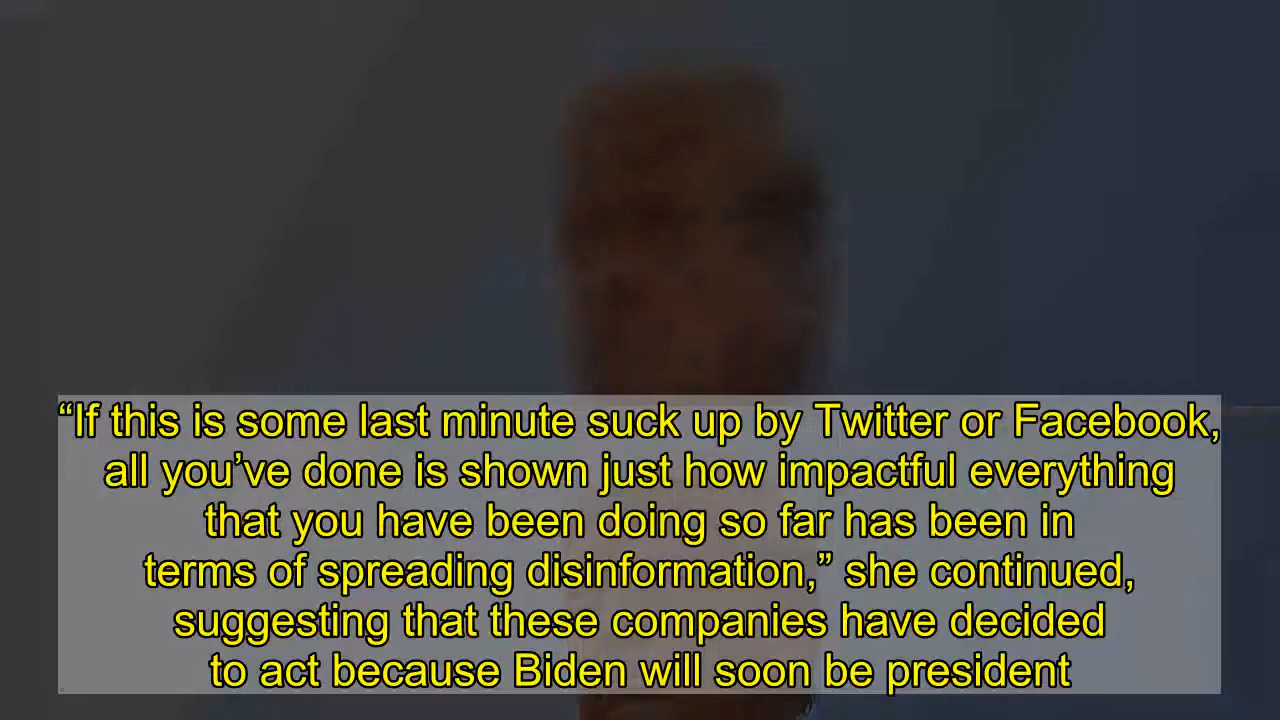 “If this is some last minute suck up by Twitter or Facebook,
all you’ve done is shown just how impactful everything
that you have been doing so far has been in
terms of spreading disinformation,” she continued,
suggesting that these companies have decided
to act because Biden will soon be president